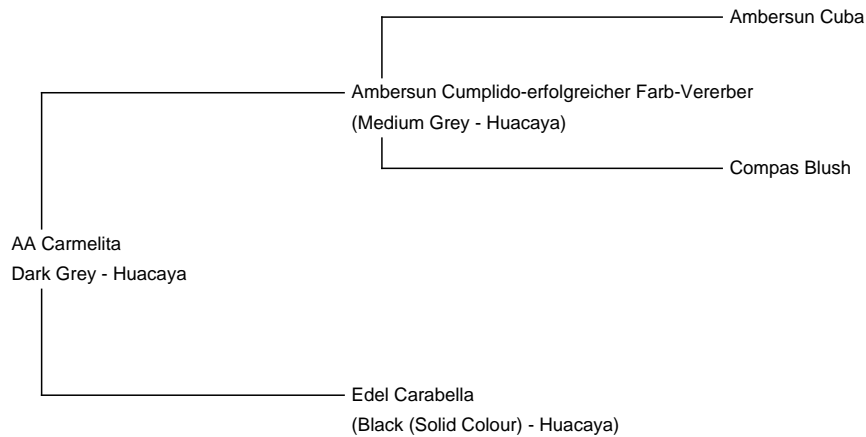 Ambersun Cuba
Ambersun Cumplido-erfolgreicher Farb-Vererber
(Medium Grey - Huacaya)
Compas Blush
AA Carmelita
Dark Grey - Huacaya
Edel Carabella
(Black (Solid Colour) - Huacaya)